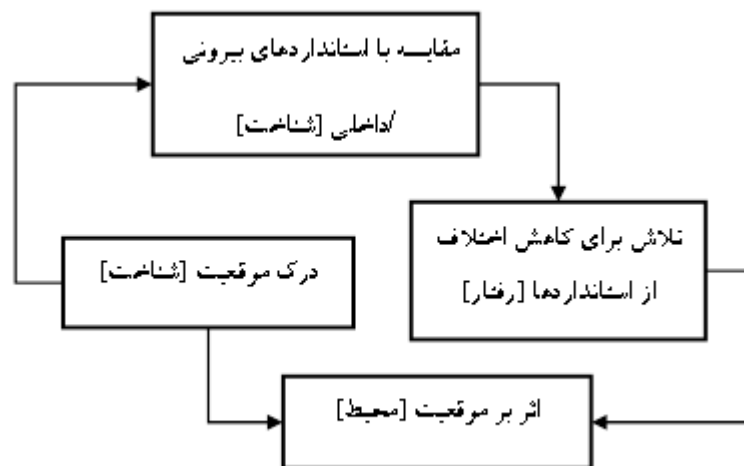 مقایسه با استانداردهای بیرونی
/داخلی [شناخت]
تلاش برای کاهش اختلاف
از استانداردها [رفتار]
درک موقعیت [شناخت]
اثر بر موقعیت [محیط]